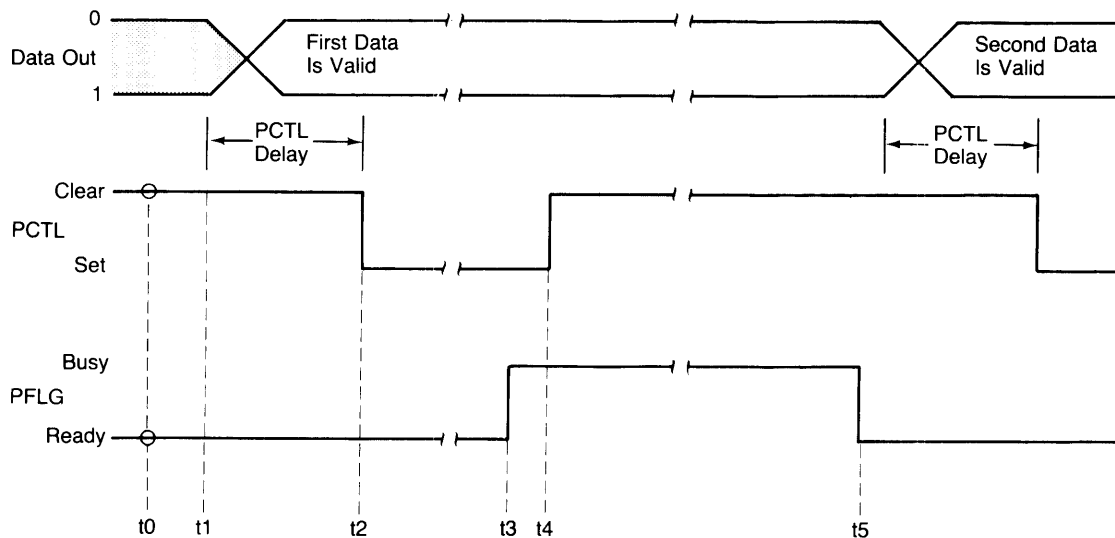 0
Data Out
1
First Data
Is Valid
Second Data
Is Valid
PCTL
Delay
PCTL
Delay
Clear
PCTL
Set
Busy
PFLG
Ready
t0 t1 t2 t3 t4 t5